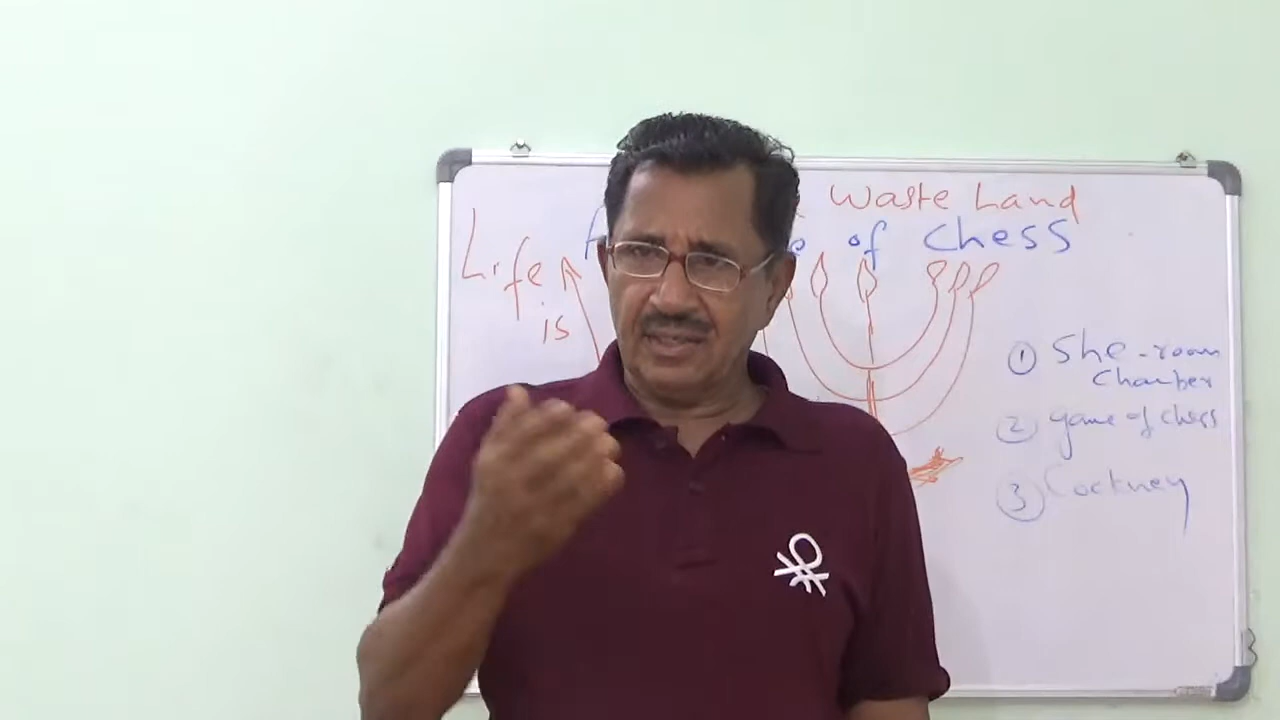 Waste Land
of Chess
Life
is
① She-room
Chamber
② game of chess
③ Cockney